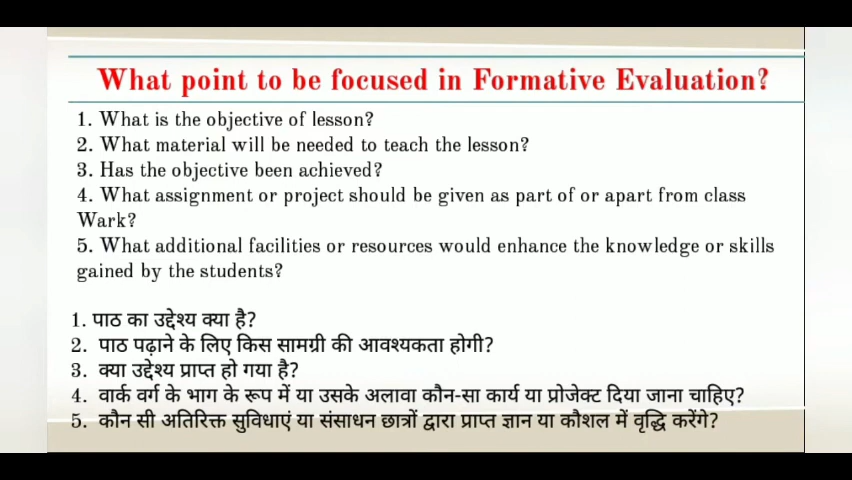 What point to be focused in Formative Evaluation?
1. What is the objective of lesson?
2. What material will be needed to teach the lesson?
3. Has the objective been achieved?
4. What assignment or project should be given as part of or apart from class
Wark?
5. What additional facilities or resources would enhance the knowledge or skills
gained by the students?
1. पाठ का उद्देश्य क्या है?
2. पाठ पढ़ाने के लिए किस सामग्री की आवश्यकता होगी?
3. क्या उद्देश्य प्राप्त हो गया है?
4. वार्क वर्ग के भाग के रूप में या उसके अलावा कौन-सा कार्य या प्रोजेक्ट दिया जाना चाहिए?
5. कौन सी अतिरिक्त सुविधाएं या संसाधन छात्रों द्वारा प्राप्त ज्ञान या कौशल में वृद्धि करेंगे?